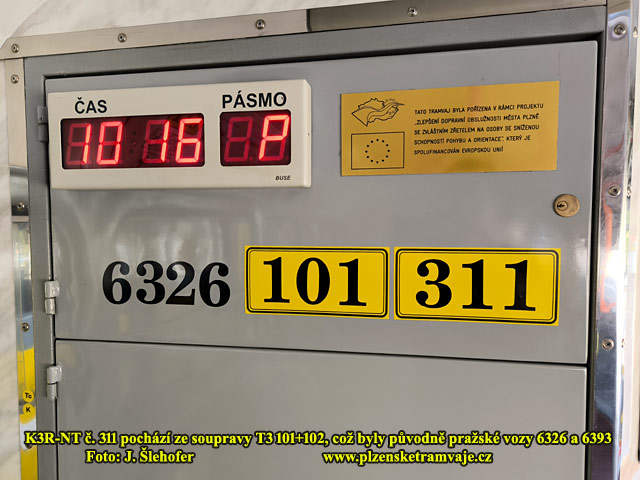 ČAS PÁSMO
10 16 P
BUSE
TATO TRAMVAJ BYLA POŘÍZENA V RÁMCI PROJEKTU
„ZLEPŠENÍ DOPRAVNÍ OBSLUŽNOSTI MĚSTA PLZNĚ
SE ZVLÁŠTNÍM ZŘETELEM NA OSOBY SE SNÍŽENOU
SCHOPNOSTÍ POHYBU A ORIENTACE“, KTERÝ JE
SPOLUFINANCOVÁN EVROPSKOU UNIÍ
6326 101 311
Tc
K
K3R-NT č. 311 pochází ze soupravy T3 101+102, což byly původně pražské vozy 6326 a 6393
Foto: J. Šlehofer www.plzensketramvaje.cz